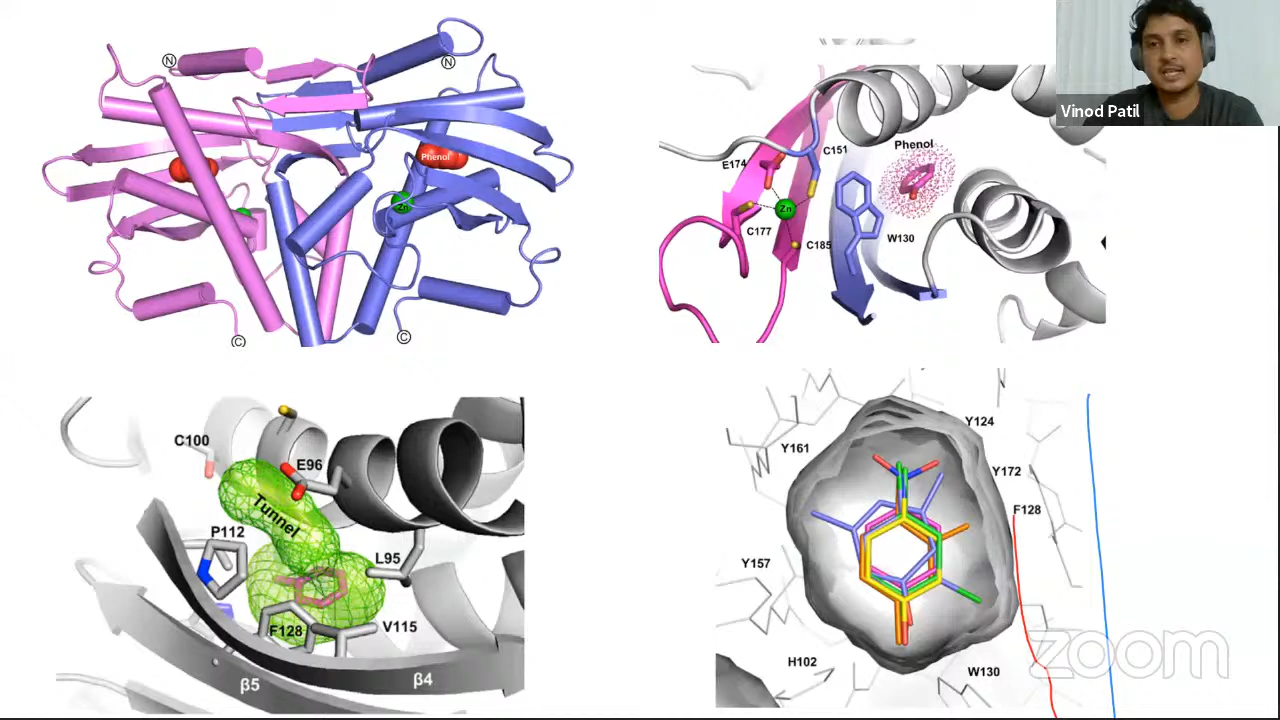 N
N
Phenol
Zn
C
C
Vinod Patil
E174
C151
Phenol
Zn
C177
C185
W130
C100
E96
Tunnel
P112
L95
F128
V115
β5
β4
Y124
Y161
Y172
F128
Y157
H102
W130
zoom